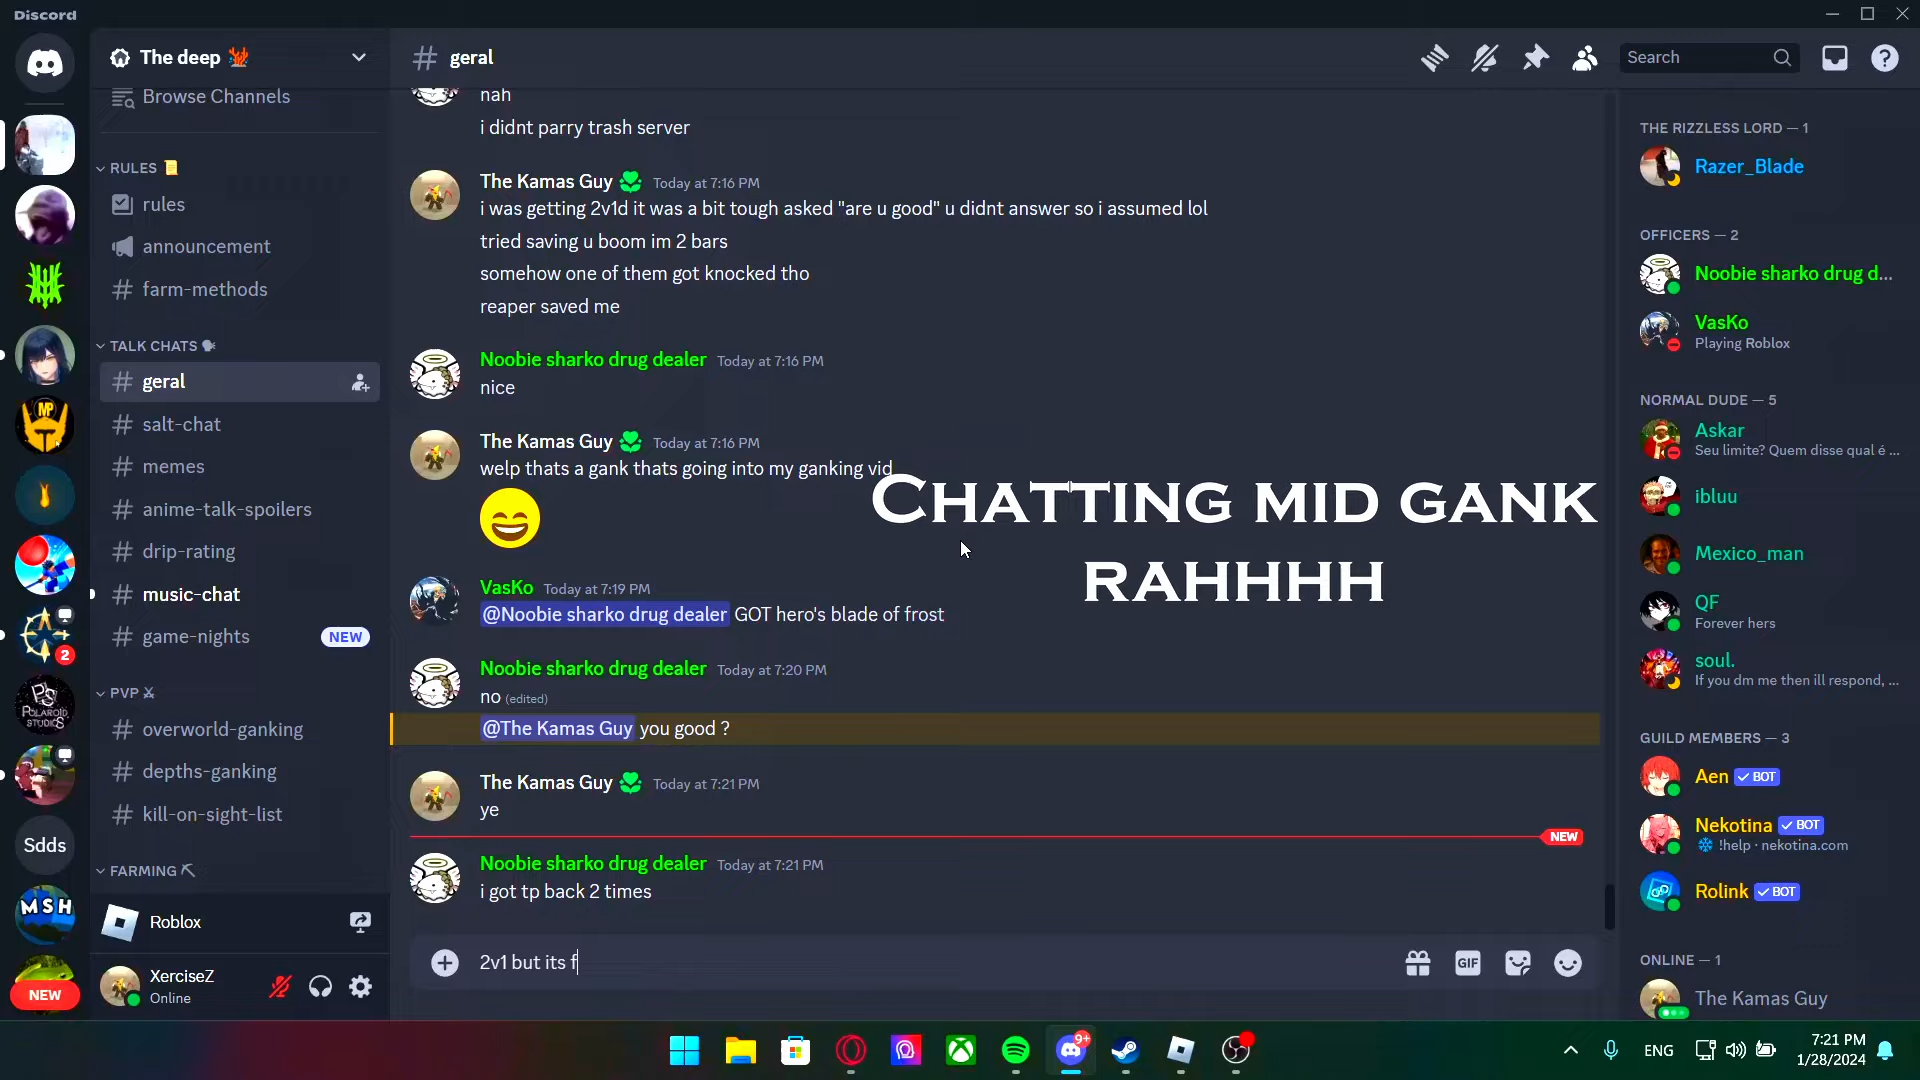 Discord
The deep
Browse Channels
RULES
rules
announcement
farm-methods
TALK CHATS
geral
salt-chat
memes
anime-talk-spoilers
drip-rating
music-chat
game-nights NEW
PVP
overworld-ganking
depths-ganking
kill-on-sight-list
FARMING
Roblox
XerciseZ
Online
MP
2
PS
POLAROID
STUDIOS
Sdds
MSH
NEW
# geral
Search
nah
i didnt parry trash server
The Kamas Guy Today at 7:16 PM
i was getting 2v1d it was a bit tough asked "are u good" u didnt answer so i assumed lol
tried saving u boom im 2 bars
somehow one of them got knocked tho
reaper saved me
Noobie sharko drug dealer Today at 7:16 PM
nice
The Kamas Guy Today at 7:16 PM
welp thats a gank thats going into my ganking vid
CHATTING MID GANK
RAHHHH
VasKo Today at 7:19 PM
@Noobie sharko drug dealer GOT hero's blade of frost
Noobie sharko drug dealer Today at 7:20 PM
no (edited)
@The Kamas Guy you good ?
The Kamas Guy Today at 7:21 PM
ye
NEW
Noobie sharko drug dealer Today at 7:21 PM
i got tp back 2 times
2v1 but its f
GIF
THE RIZZLESS LORD — 1
Razer_Blade
OFFICERS — 2
Noobie sharko drug d...
VasKo
Playing Roblox
NORMAL DUDE — 5
Askar
Seu limite? Quem disse qual é ...
ibluu
Mexico_man
QF
Forever hers
soul.
If you dm me then ill respond, ...
GUILD MEMBERS — 3
Aen BOT
Nekotina BOT
!help · nekotina.com
Rolink BOT
ONLINE — 1
The Kamas Guy
9+
ENG
7:21 PM
1/28/2024